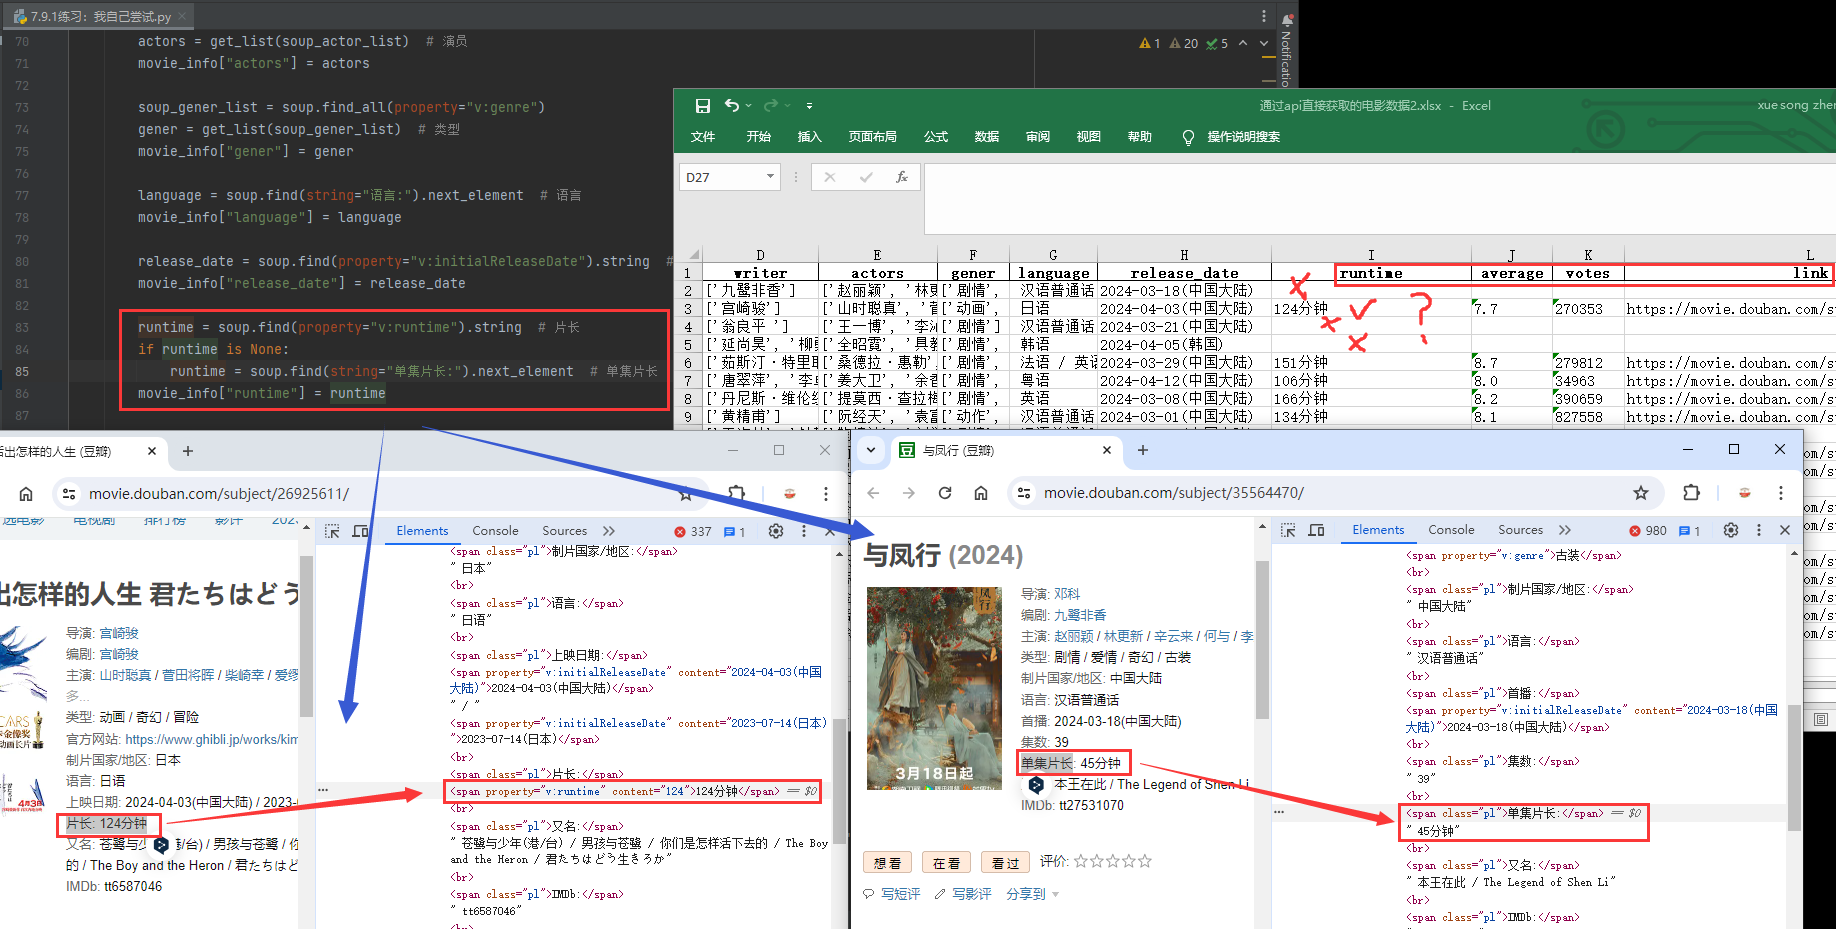 7.9.1练习：我自己尝试.py
70 actors = get_list(soup_actor_list)  # 演员
71 movie_info["actors"] = actors
72
73 soup_gener_list = soup.find_all(property="v:genre")
74 gener = get_list(soup_gener_list)  # 类型
75 movie_info["gener"] = gener
76
77 language = soup.find(string="语言:").next_element  # 语言
78 movie_info["language"] = language
79
80 release_date = soup.find(property="v:initialReleaseDate").string  #
81 movie_info["release_date"] = release_date
82
83 runtime = soup.find(property="v:runtime").string  # 片长
84 if runtime is None:
85 runtime = soup.find(string="单集片长:").next_element  # 单集片长
86 movie_info["runtime"] = runtime
87
1 20 5
Notificatio
通过api直接获取的电影数据2.xlsx - Excel
xue song zhen
文件 开始 插入 页面布局 公式 数据 审阅 视图 帮助 操作说明搜索
D27
fx
D E F G H I J K L
1 writer actors gener language release_date runtime average votes link
2 ['九鹭非香'] ['赵丽颖', '林更 ['剧情', 汉语普通话 2024-03-18(中国大陆)
3 ['宫崎骏'] ['山时聪真', '菅 ['动画', 日语 2024-04-03(中国大陆) 124分钟 7.7 270353 https://movie.douban.com/s
4 ['翁良平 '] ['王一博', '李沁 ['剧情'] 汉语普通话 2024-03-21(中国大陆)
5 ['延尚昊', '柳 ['全昭霓', '具教 ['剧情', 韩语 2024-04-05(韩国)
6 ['茹斯汀·特里 ['桑德拉·惠勒' ['剧情', 法语 / 英语 2024-03-29(中国大陆) 151分钟 8.7 279812 https://movie.douban.com/s
7 ['唐翠萍', '李 ['姜大卫', '余香 ['剧情', 粤语 2024-04-12(中国大陆) 106分钟 8.0 34963 https://movie.douban.com/s
8 ['丹尼斯·维伦 ['提莫西·查拉梅 ['剧情', 英语 2024-03-08(中国大陆) 166分钟 8.2 390659 https://movie.douban.com/s
9 ['黄精甫'] ['阮经天', '袁富 ['动作', 汉语普通话 2024-03-01(中国大陆) 134分钟 8.1 827558 https://movie.douban.com/s
出怎样的人生 (豆瓣)
movie.douban.com/subject/26925611/
选电影 电视剧 排行榜 影评 202
出怎样的人生 君たちはどう
导演: 宫崎骏
编剧: 宫崎骏
主演: 山时聪真 / 菅田将晖 / 柴崎幸 / 爱缪
多...
类型: 动画 / 奇幻 / 冒险
官方网站: https://www.ghibli.jp/works/kim
制片国家/地区: 日本
语言: 日语
上映日期: 2024-04-03(中国大陆) / 2023-
片长: 124分钟
又名: 苍鹭与少 (港/台) / 男孩与苍鹭 / 你
的 / The Boy and the Heron / 君たちはど
IMDb: tt6587046
4月3日
Elements Console Sources 337 1
<span class="pl">制片国家/地区:</span>
" 日本"
<br>
<span class="pl">语言:</span>
" 日语"
<br>
<span class="pl">上映日期:</span>
<span property="v:initialReleaseDate" content="2024-04-03(中国
大陆)">2024-04-03(中国大陆)</span>
" / "
<span property="v:initialReleaseDate" content="2023-07-14(日本)
">2023-07-14(日本)</span>
<br>
<span class="pl">片长:</span>
<span property="v:runtime" content="124">124分钟</span> == $0
<br>
<span class="pl">又名:</span>
" 苍鹭与少年(港/台) / 男孩与苍鹭 / 你们是怎样活下去的 / The Boy
and the Heron / 君たちはどう生きろか"
<br>
<span class="pl">IMDb:</span>
" tt6587046"
<br>
与凤行 (豆瓣)
movie.douban.com/subject/35564470/
与凤行 (2024)
凤行
3月18日起
导演: 邓科
编剧: 九鹭非香
主演: 赵丽颖 / 林更新 / 辛云来 / 何与 / 李
类型: 剧情 / 爱情 / 奇幻 / 古装
制片国家/地区: 中国大陆
语言: 汉语普通话
首播: 2024-03-18(中国大陆)
集数: 39
单集片长: 45分钟
本王在此 / The Legend of Shen Li
IMDb: tt27531070
想看 在看 看过 评价:
写短评 写影评 分享到
Elements Console Sources 980 1
<span property="v:genre">古装</span>
<br>
<span class="pl">制片国家/地区:</span>
" 中国大陆"
<br>
<span class="pl">语言:</span>
" 汉语普通话"
<br>
<span class="pl">首播:</span>
<span property="v:initialReleaseDate" content="2024-03-18(中国
大陆)">2024-03-18(中国大陆)</span>
<br>
<span class="pl">集数:</span>
" 39"
<br>
<span class="pl">单集片长:</span> == $0
" 45分钟"
<br>
<span class="pl">又名:</span>
" 本王在此 / The Legend of Shen Li"
<br>
<span class="pl">IMDb:</span>